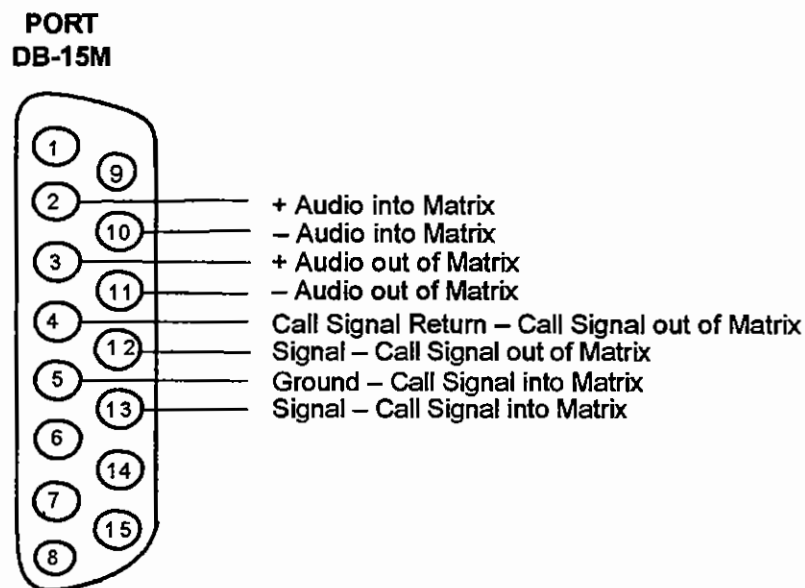 PORT
DB-15M
1
9
2
+ Audio into Matrix
10
– Audio into Matrix
3
+ Audio out of Matrix
11
– Audio out of Matrix
4
Call Signal Return – Call Signal out of Matrix
12
Signal – Call Signal out of Matrix
5
Ground – Call Signal into Matrix
13
Signal – Call Signal into Matrix
6
14
7
15
8